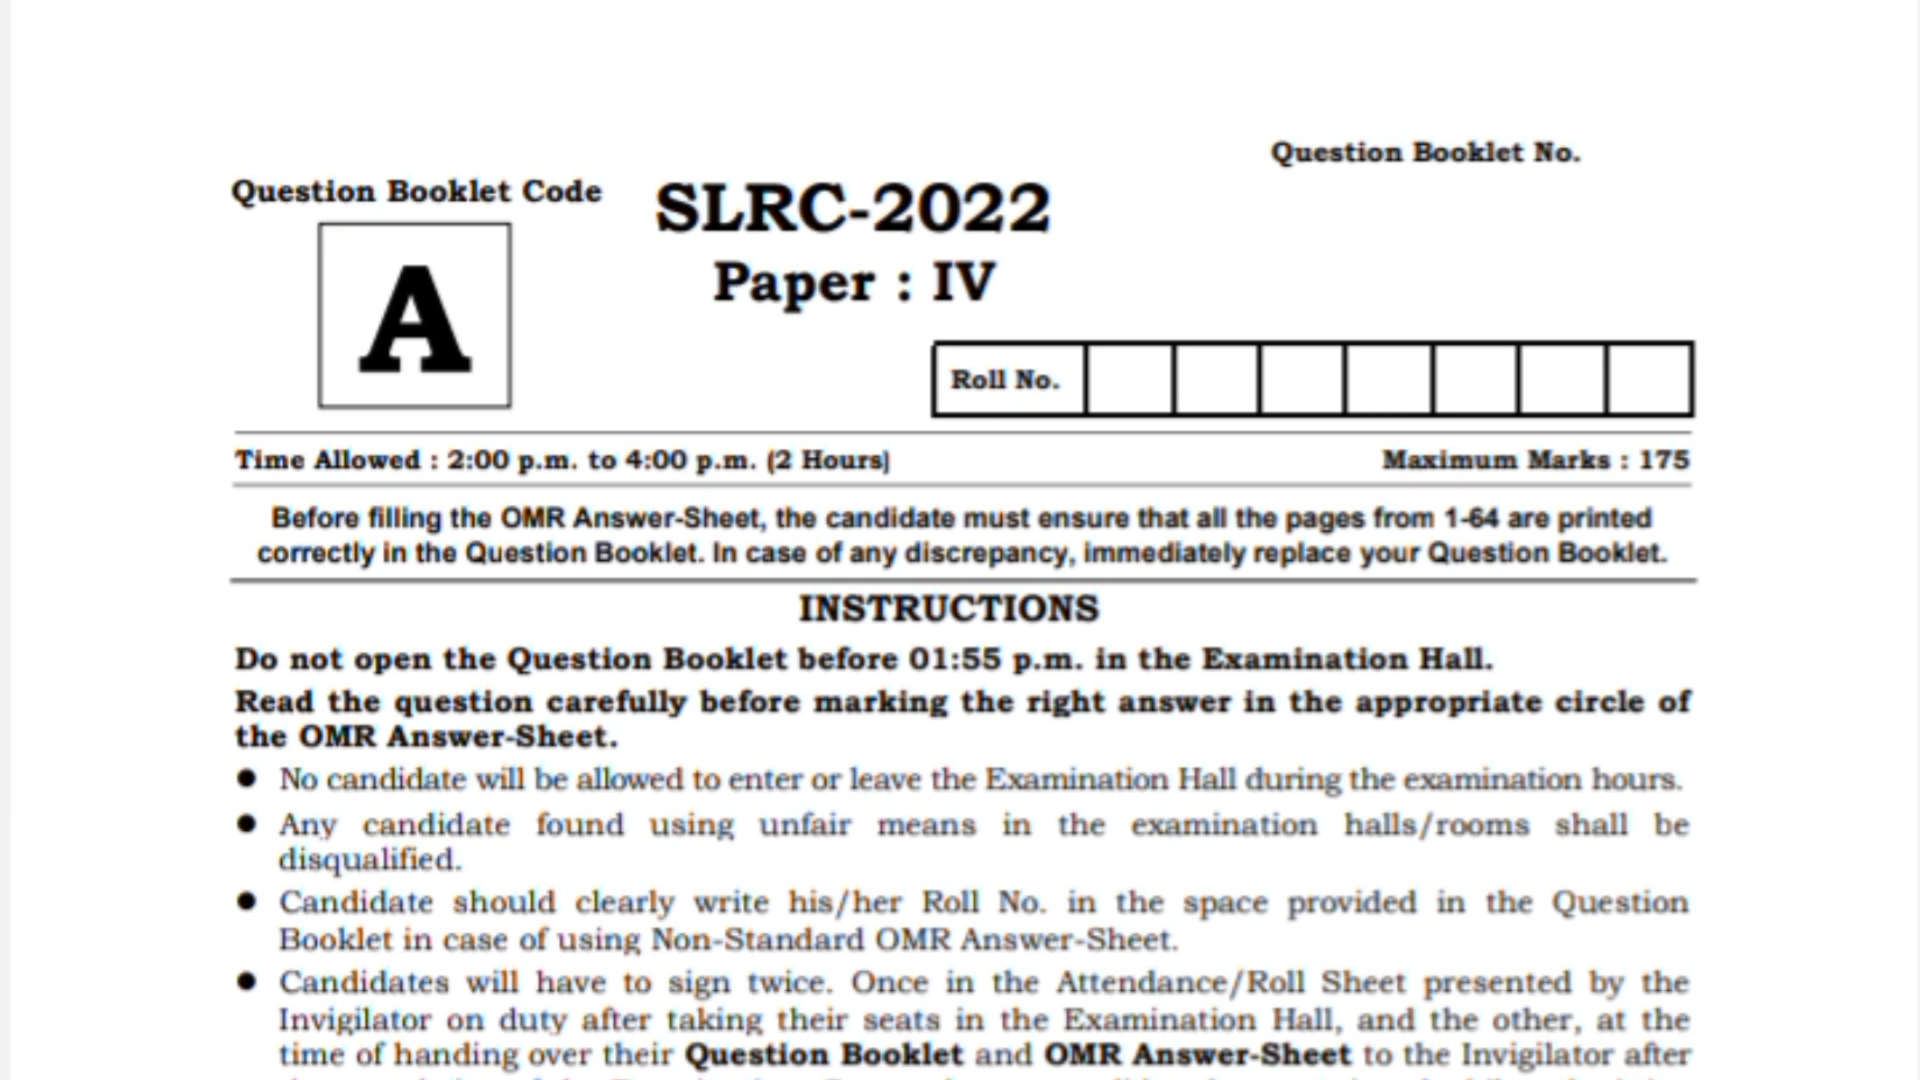 Question Booklet No.
Question Booklet Code
SLRC-2022
A
Paper : IV
Roll No.
Time Allowed : 2:00 p.m. to 4:00 p.m. (2 Hours)
Maximum Marks : 175
Before filling the OMR Answer-Sheet, the candidate must ensure that all the pages from 1-64 are printed
correctly in the Question Booklet. In case of any discrepancy, immediately replace your Question Booklet.
INSTRUCTIONS
Do not open the Question Booklet before 01:55 p.m. in the Examination Hall.
Read the question carefully before marking the right answer in the appropriate circle of
the OMR Answer-Sheet.
● No candidate will be allowed to enter or leave the Examination Hall during the examination hours.
● Any candidate found using unfair means in the examination halls/rooms shall be
disqualified.
● Candidate should clearly write his/her Roll No. in the space provided in the Question
Booklet in case of using Non-Standard OMR Answer-Sheet.
● Candidates will have to sign twice. Once in the Attendance/Roll Sheet presented by the
Invigilator on duty after taking their seats in the Examination Hall, and the other, at the
time of handing over their Question Booklet and OMR Answer-Sheet to the Invigilator after